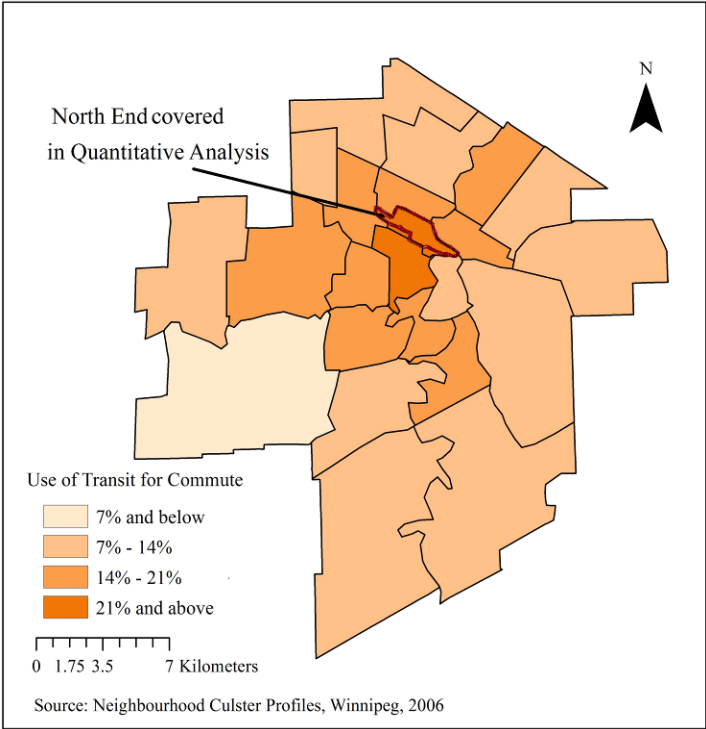 N
North End covered
in Quantitative Analysis
Use of Transit for Commute
7% and below
7% - 14%
14% - 21%
21% and above
0 1.75 3.5 7 Kilometers
Source: Neighbourhood Culster Profiles, Winnipeg, 2006